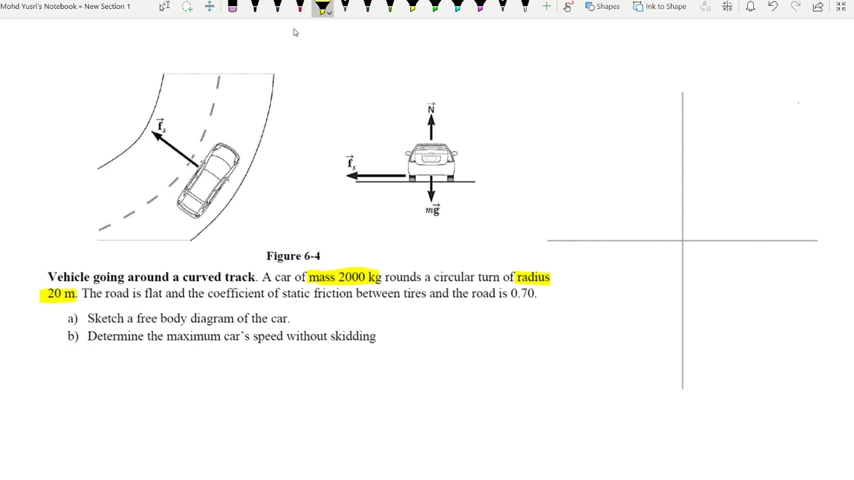 Mohd Yusri's Notebook » New Section 1
Shapes
Ink to Shape
f⃗s
N⃗
f⃗s
mg⃗
Figure 6-4
Vehicle going around a curved track. A car of mass 2000 kg rounds a circular turn of radius
20 m. The road is flat and the coefficient of static friction between tires and the road is 0.70.
a) Sketch a free body diagram of the car.
b) Determine the maximum car's speed without skidding